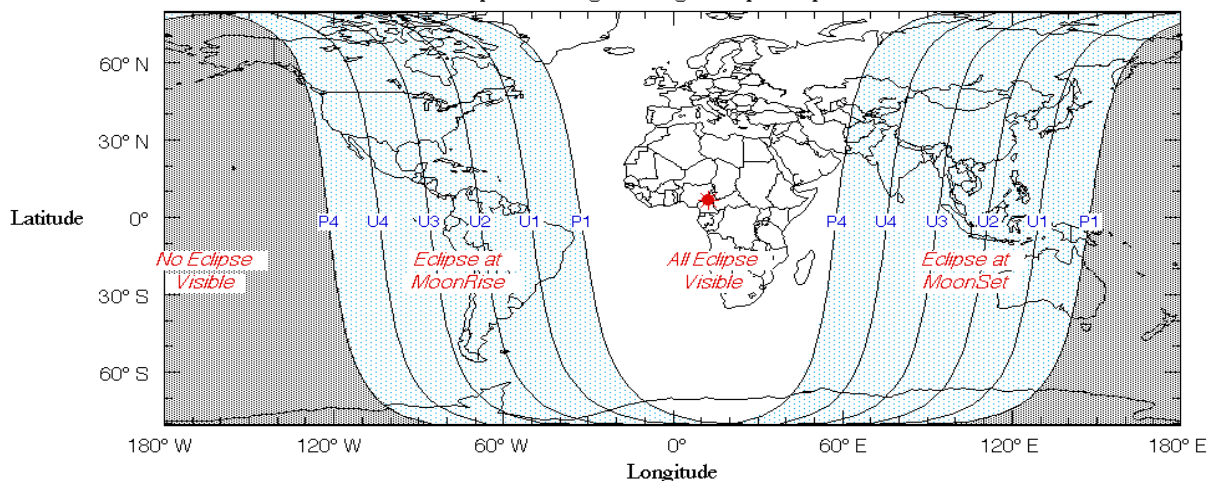 60° N
30° N
Latitude
0°
30° S
60° S
P4 U4 U3 U2 U1 P1 P4 U4 U3 U2 U1 P1
No Eclipse
Visible
Eclipse at
MoonRise
All Eclipse
Visible
Eclipse at
MoonSet
180° W 120° W 60° W 0° 60° E 120° E 180° E
Longitude